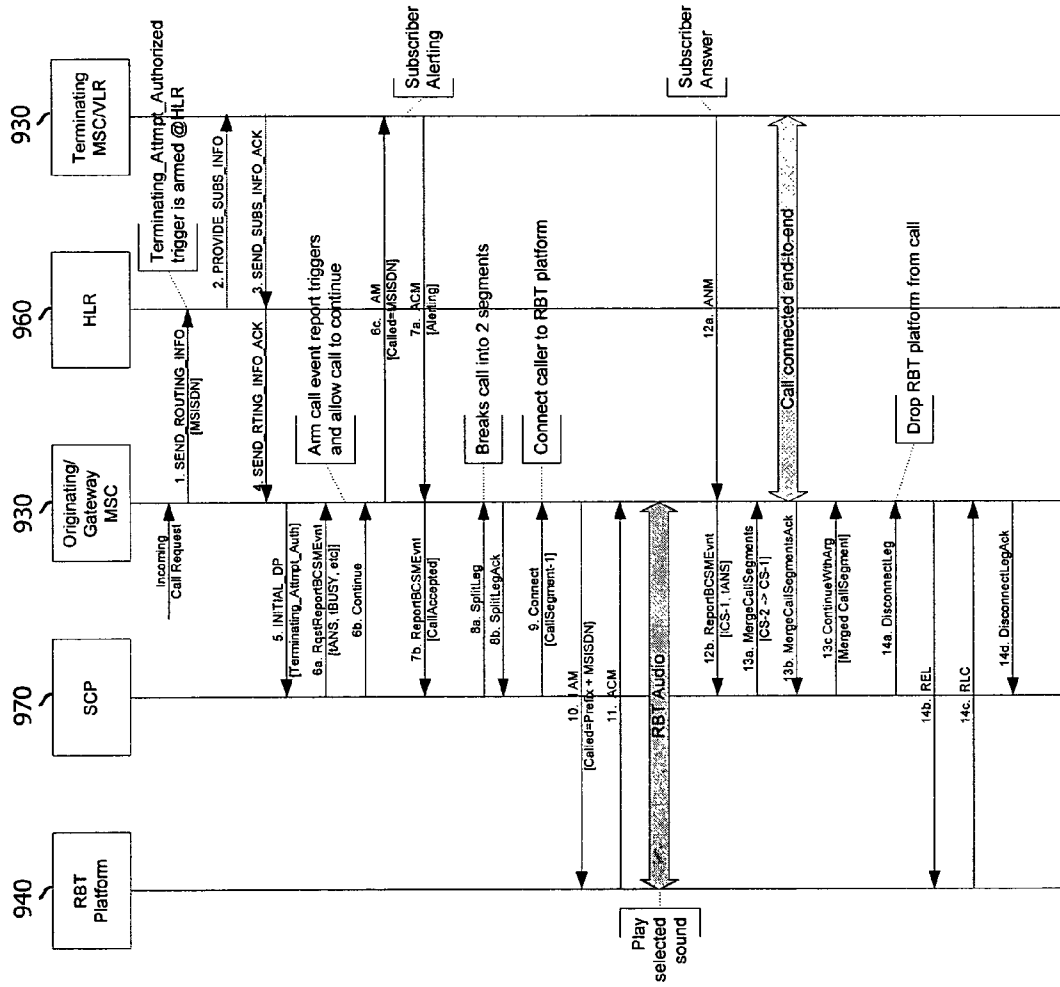 940
970
930
960
930
RBT
Platform
SCP
Originating/
Gateway
MSC
HLR
Terminating
MSC/VLR
Incoming
Call Request
1. SEND_ROUTING_INFO
[MSISDN]
Terminating_Attmpt_Authorized
trigger is armed @HLR
2. PROVIDE_SUBS_INFO
3. SEND_SUBS_INFO_ACK
4. SEND_RTING_INFO_ACK
5. INITIAL_DP
[Terminating_Attmpt_Auth]
6a. RqstReportBCSMEvnt
[tANS, tBUSY, etc]]
Arm call event report triggers
and allow call to continue
6b. Continue
6c. AM
[Called=MSISDN]
Subscriber
Alerting
7a. ACM
[Alerting]
7b. ReportBCSMEvnt
[CallAccepted]
8a. SplitLeg
Breaks call into 2 segments
8b. SplitLegAck
9. Connect
[CallSegment-1]
Connect caller to RBT platform
10. IAM
[Called=Prefix + MSISDN]
11. ACM
Play
selected
sound
RBT Audio
Subscriber
Answer
12a. ANM
12b. ReportBCSMEvnt
[CS-1, tANS]
13a. MergeCallSegments
[CS-2 -> CS-1]
Call connected end-to-end
13b. MergeCallSegmentsAck
13c ContinueWthArg
[Merged CallSegment]
14a. DisconnectLeg
Drop RBT platform from call
14b. REL
14c. RLC
14d. DisconnectLegAck